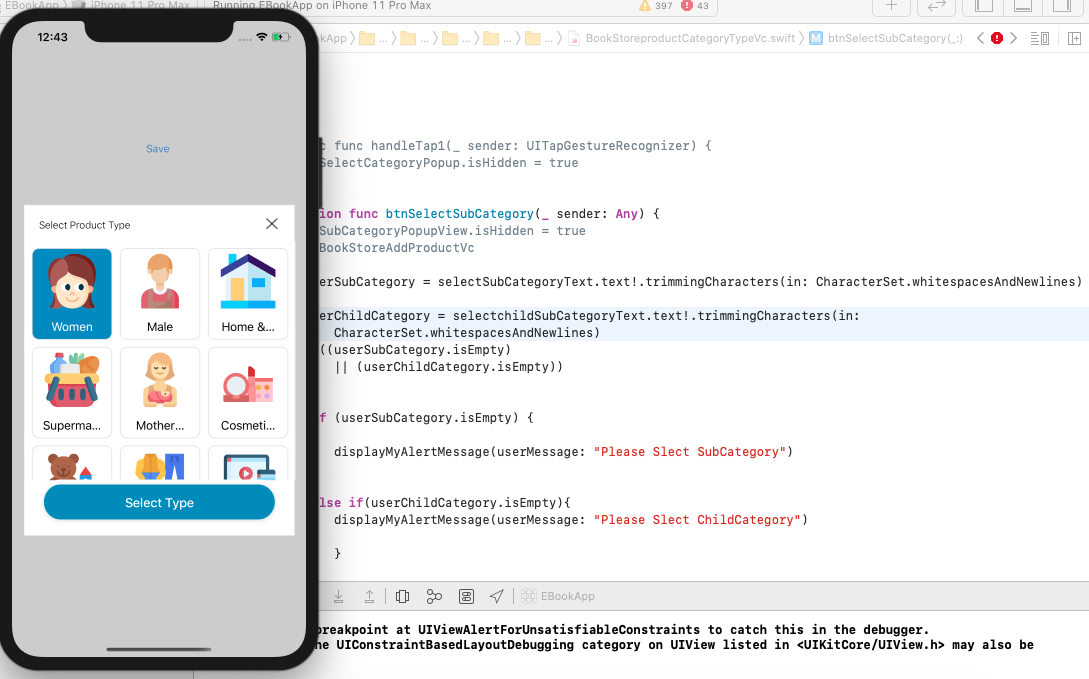 EBookApp iPhone 11 Pro Max
Running EBookApp on iPhone 11 Pro Max
397 43
12:43
kApp ... ... ... ... ... BookStoreproductCategoryTypeVc.swift M btnSelectSubCategory(_:)
c func handleTap1(_ sender: UITapGestureRecognizer) {
SelectCategoryPopup.isHidden = true
Save
ion func btnSelectSubCategory(_ sender: Any) {
SubCategoryPopupView.isHidden = true
BookStoreAddProductVc
erSubCategory = selectSubCategoryText.text!.trimmingCharacters(in: CharacterSet.whitespacesAndNewlines)
erChildCategory = selectchildSubCategoryText.text!.trimmingCharacters(in:
CharacterSet.whitespacesAndNewlines)
((userSubCategory.isEmpty)
|| (userChildCategory.isEmpty))
f (userSubCategory.isEmpty) {
displayMyAlertMessage(userMessage: "Please Slect SubCategory")
lse if(userChildCategory.isEmpty){
displayMyAlertMessage(userMessage: "Please Slect ChildCategory")
}
Select Product Type
Women
Male
Home &...
Superma...
Mother...
Cosmeti...
Select Type
EBookApp
breakpoint at UIViewAlertForUnsatisfiableConstraints to catch this in the debugger.
he UIConstraintBasedLayoutDebugging category on UIView listed in <UIKitCore/UIView.h> may also be